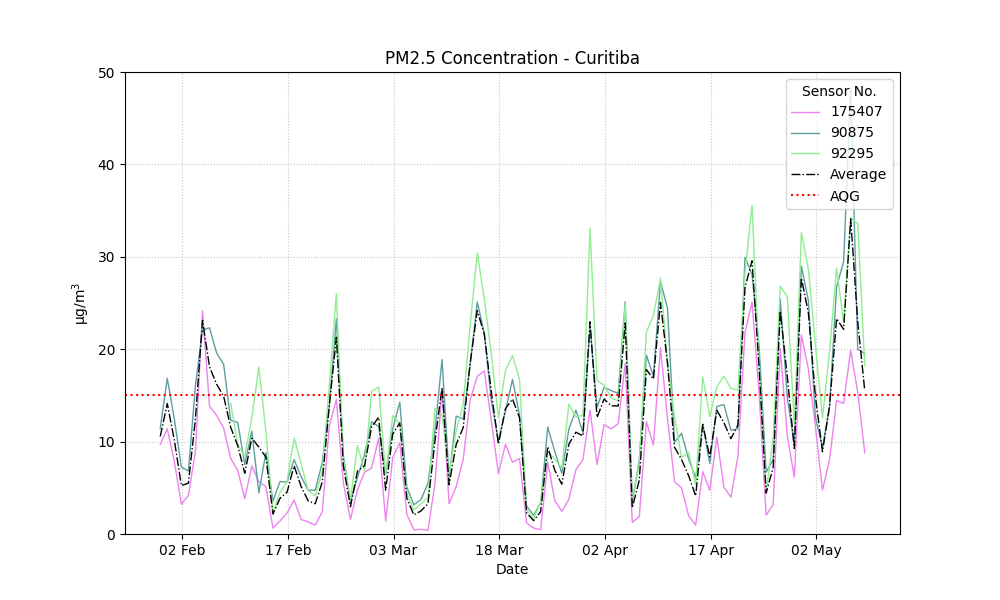 PM2.5 Concentration - Curitiba
50
40
30
20
10
0
µg/m³
02 Feb
17 Feb
03 Mar
18 Mar
02 Apr
17 Apr
02 May
Date
Sensor No.
175407
90875
92295
Average
AQG